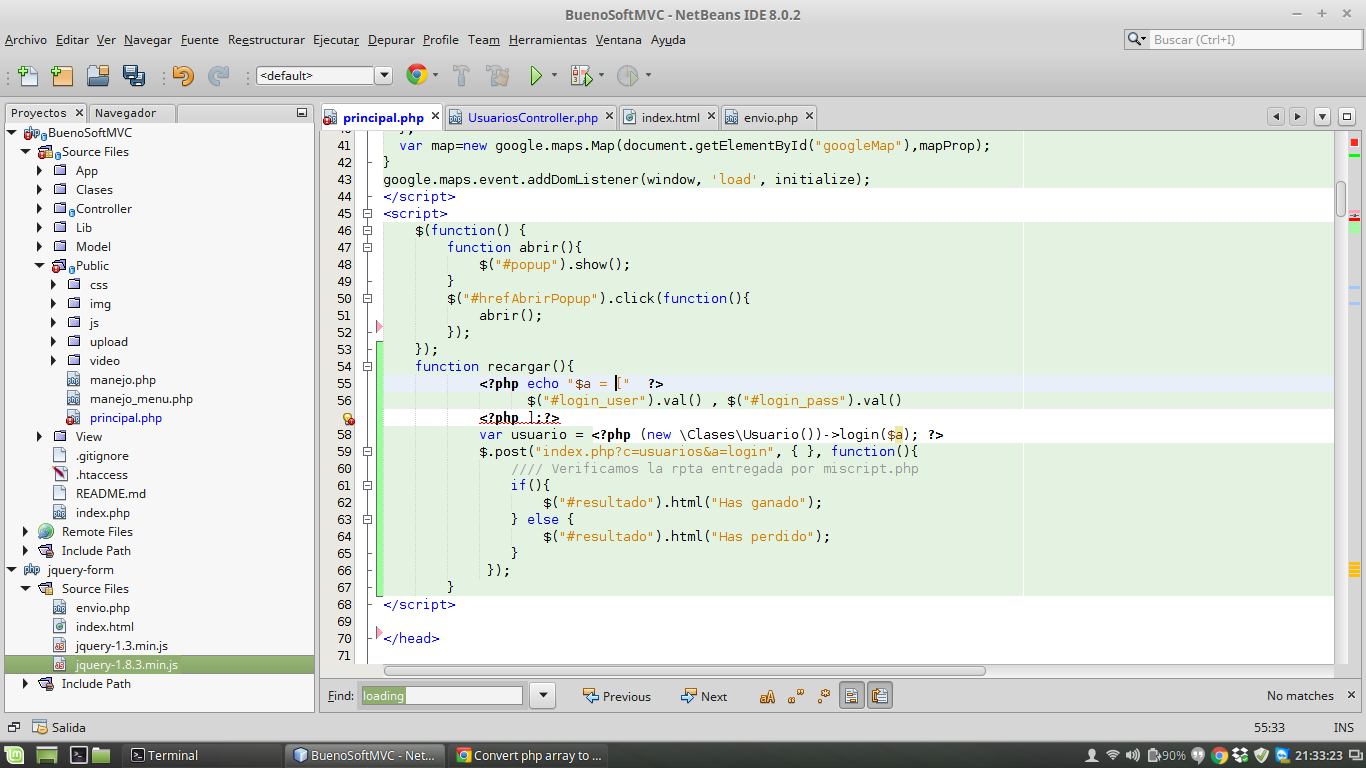 BuenoSoftMVC - NetBeans IDE 8.0.2
Archivo Editar Ver Navegar Fuente Reestructurar Ejecutar Depurar Profile Team Herramientas Ventana Ayuda
Buscar (Ctrl+I)
<default>
Proyectos
Navegador
principal.php
UsuariosController.php
index.html
envio.php
BuenoSoftMVC
Source Files
App
Clases
Controller
Lib
Model
Public
css
img
js
upload
video
manejo.php
manejo_menu.php
principal.php
View
.gitignore
.htaccess
README.md
index.php
Remote Files
Include Path
jquery-form
Source Files
envio.php
index.html
jquery-1.3.min.js
jquery-1.8.3.min.js
Include Path
41 var map=new google.maps.Map(document.getElementById("googleMap"),mapProp);
42 }
43 google.maps.event.addDomListener(window, 'load', initialize);
44 </script>
45 <script>
46 $(function() {
47 function abrir(){
48 $("#popup").show();
49 }
50 $("#hrefAbrirPopup").click(function(){
51 abrir();
52 });
53 });
54 function recargar(){
55 <?php echo "$a = [" ?>
56 $("#login_user").val() , $("#login_pass").val()
<?php ];?>
58 var usuario = <?php (new \Clases\Usuario())->login($a); ?>
59 $.post("index.php?c=usuarios&a=login", { }, function(){
60 //// Verificamos la rpta entregada por miscript.php
61 if(){
62 $("#resultado").html("Has ganado");
63 } else {
64 $("#resultado").html("Has perdido");
65 }
66 });
67 }
68 </script>
69
70 </head>
71
Find: loading
Previous
Next
No matches
Salida
55:33
INS
Terminal
BuenoSoftMVC - Net...
Convert php array to ...
90%
21:33:23